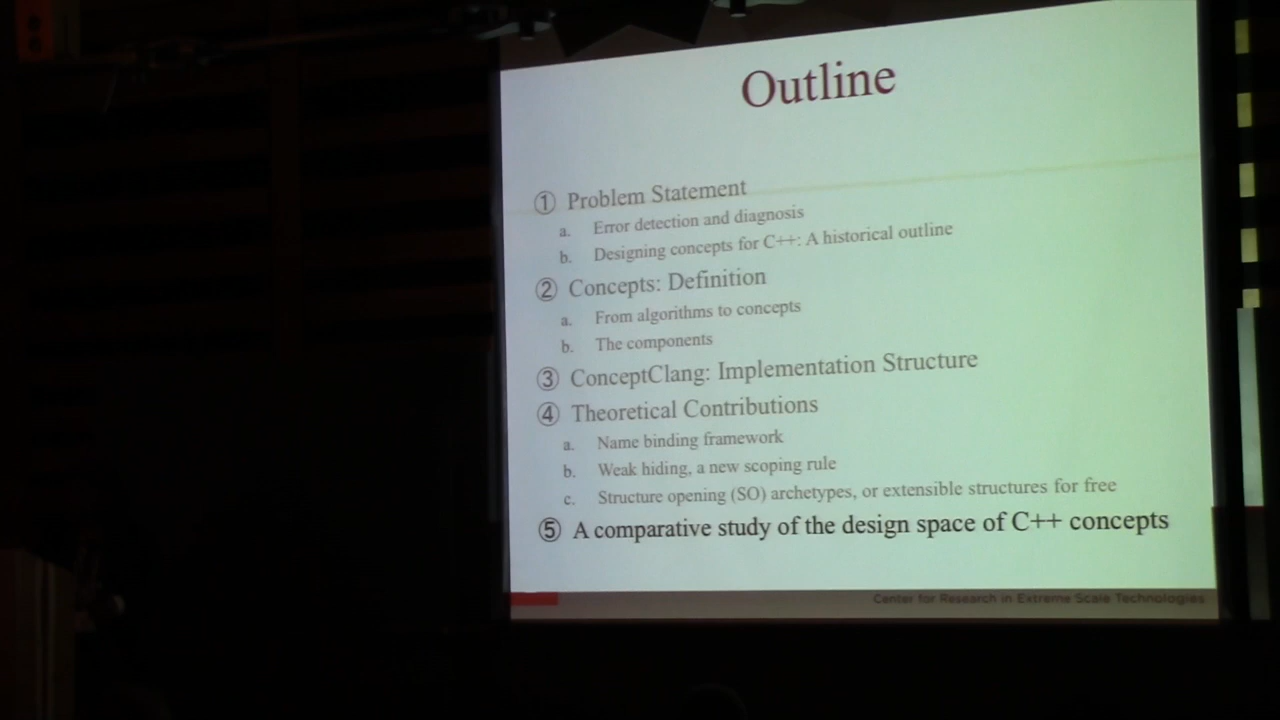 Outline
① Problem Statement
a. Error detection and diagnosis
b. Designing concepts for C++: A historical outline
② Concepts: Definition
a. From algorithms to concepts
b. The components
③ ConceptClang: Implementation Structure
④ Theoretical Contributions
a. Name binding framework
b. Weak hiding, a new scoping rule
c. Structure opening (SO) archetypes, or extensible structures for free
⑤ A comparative study of the design space of C++ concepts
Center for Research in Extreme Scale Technologies